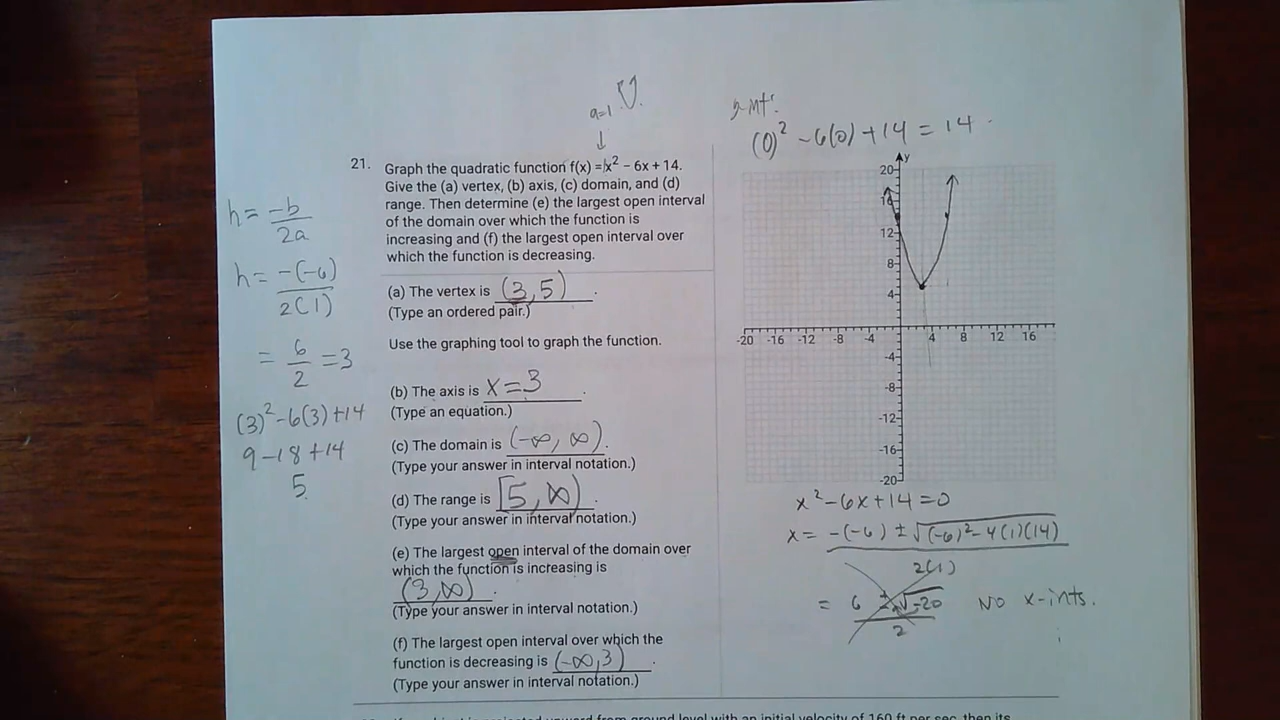 a=1
↓
21. Graph the quadratic function f(x) = x² − 6x + 14.
Give the (a) vertex, (b) axis, (c) domain, and (d)
range. Then determine (e) the largest open interval
of the domain over which the function is
increasing and (f) the largest open interval over
which the function is decreasing.
(a) The vertex is (3,5).
(Type an ordered pair.)
Use the graphing tool to graph the function.
(b) The axis is x=3.
(Type an equation.)
(c) The domain is (-∞, ∞).
(Type your answer in interval notation.)
(d) The range is [5, ∞).
(Type your answer in interval notation.)
(e) The largest open interval of the domain over
which the function is increasing is
(3,∞).
(Type your answer in interval notation.)
(f) The largest open interval over which the
function is decreasing is (-∞,3).
(Type your answer in interval notation.)
h = -b/2a
h = -(-6)/2(1)
= 6/2 = 3
(3)² - 6(3) + 14
9 - 18 + 14
5
y-int:
(0)² - 6(0) + 14 = 14
y
20
12
8
4
-20 -16 -12 -8 -4 4 8 12 16
-4
-8
-12
-16
-20
x² - 6x + 14 = 0
x = -(-6) ± √(-6)² - 4(1)(14)
2(1)
= 6 ± √-20 No x-ints.
2